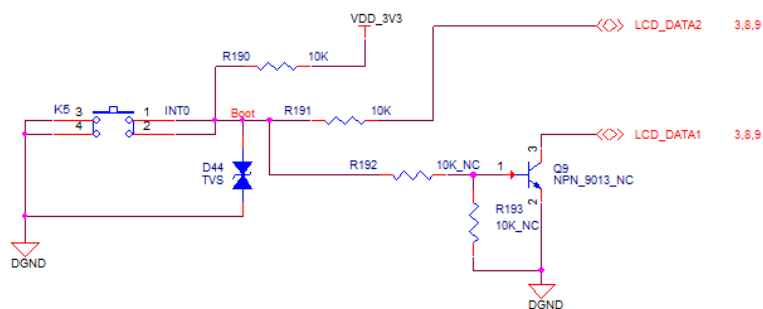 VDD_3V3
LCD_DATA2 3,8,9
R190 10K
K5 3 1 INT0 Boot R191 10K
4 2
LCD_DATA1 3,8,9
D44
TVS
R192 10K_NC 1 3 Q9
NPN_9013_NC
2
R193
10K_NC
DGND
DGND